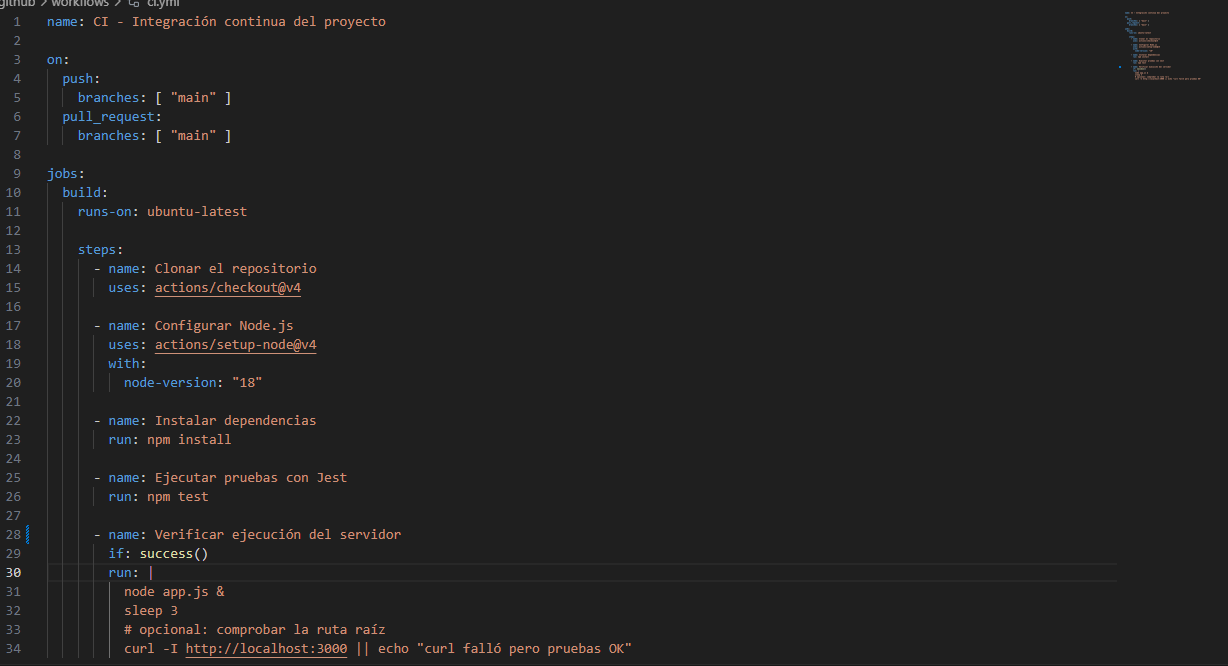 github > workflows > ci.yml
1 name: CI - Integración continua del proyecto
2
3 on:
4   push:
5     branches: [ "main" ]
6   pull_request:
7     branches: [ "main" ]
8
9 jobs:
10   build:
11     runs-on: ubuntu-latest
12
13     steps:
14       - name: Clonar el repositorio
15         uses: actions/checkout@v4
16
17       - name: Configurar Node.js
18         uses: actions/setup-node@v4
19         with:
20           node-version: "18"
21
22       - name: Instalar dependencias
23         run: npm install
24
25       - name: Ejecutar pruebas con Jest
26         run: npm test
27
28       - name: Verificar ejecución del servidor
29         if: success()
30         run: |
31           node app.js &
32           sleep 3
33           # opcional: comprobar la ruta raíz
34           curl -I http://localhost:3000 || echo "curl falló pero pruebas OK"